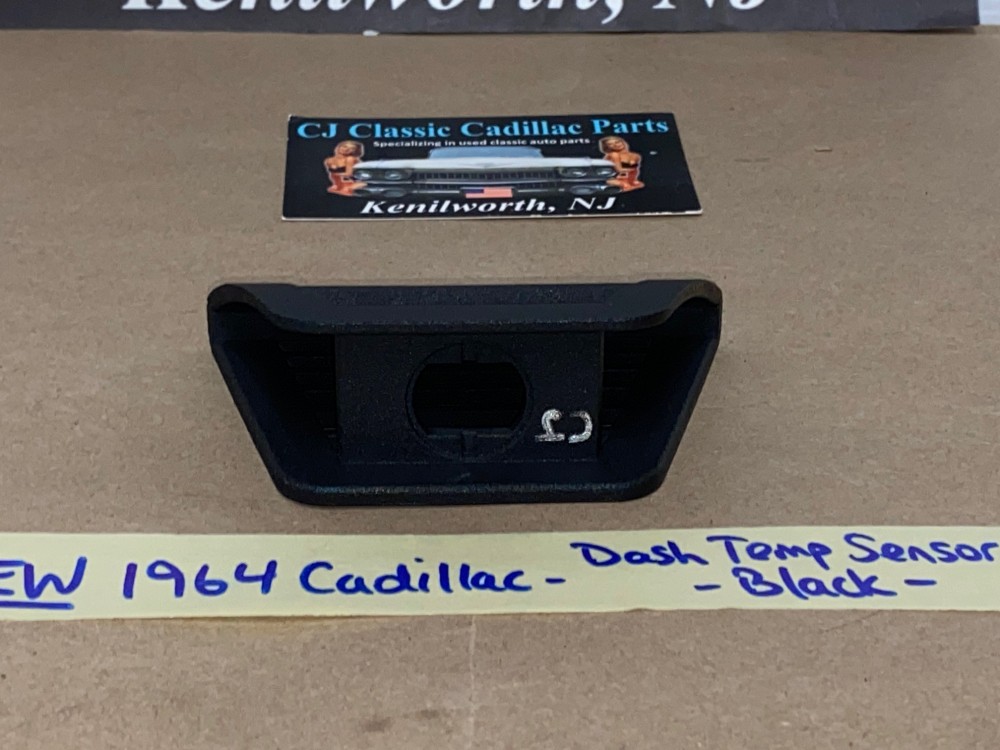 Kenilworth, NJ
CJ Classic Cadillac Parts
Specializing in used classic auto parts
Kenilworth, NJ
CJ
EW 1964 Cadillac - Dash Temp Sensor
- Black -